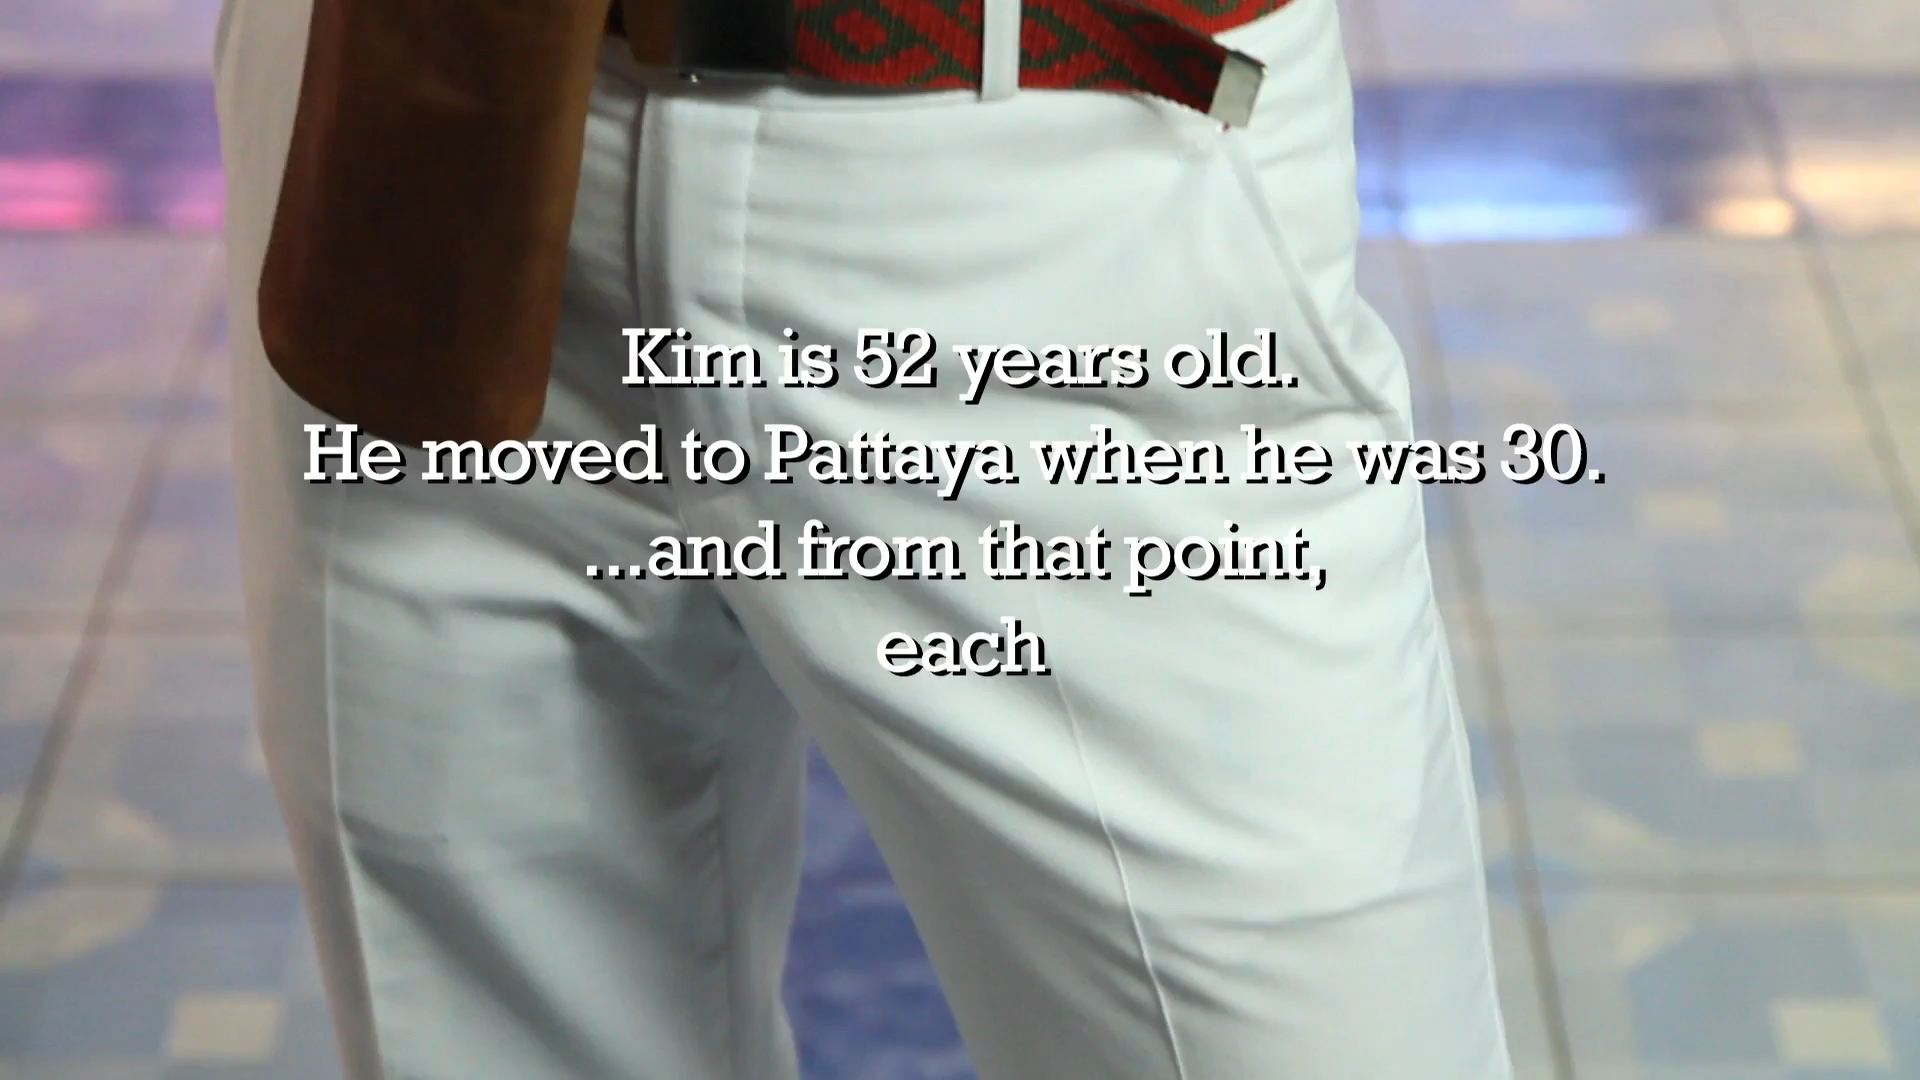 Kim is 52 years old.
He moved to Pattaya when he was 30.
...and from that point,
each